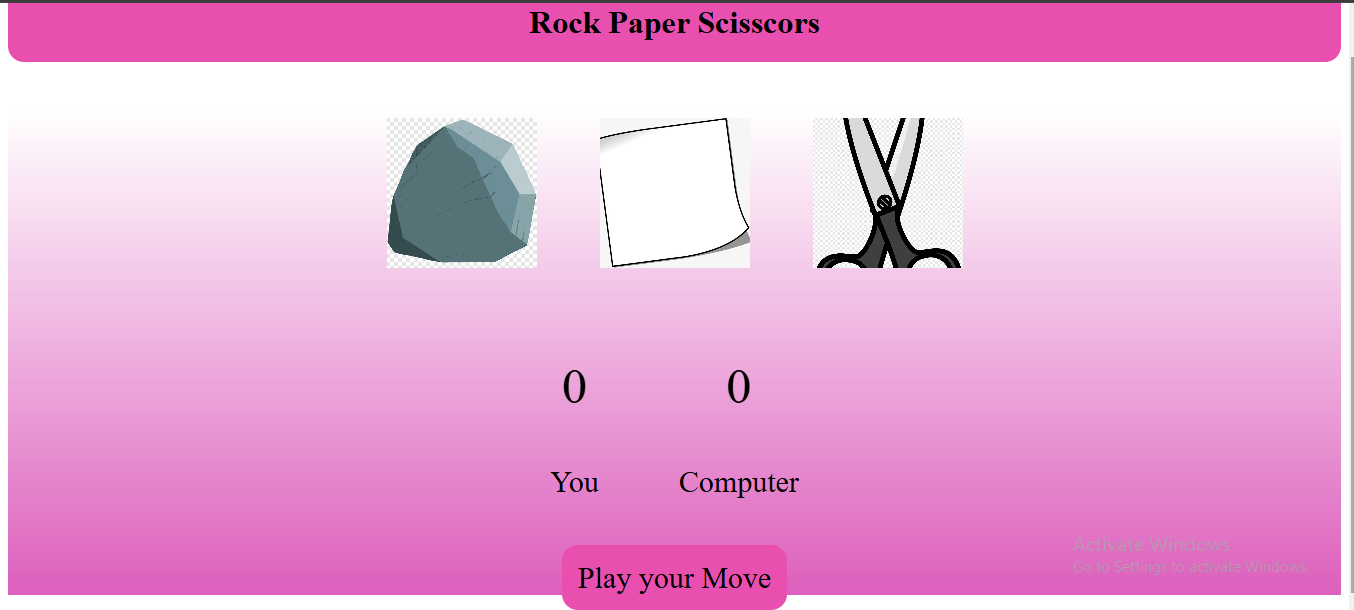 Rock Paper Scisscors
0 0
You Computer
Play your Move
Activate Windows
Go to Settings to activate Windows.